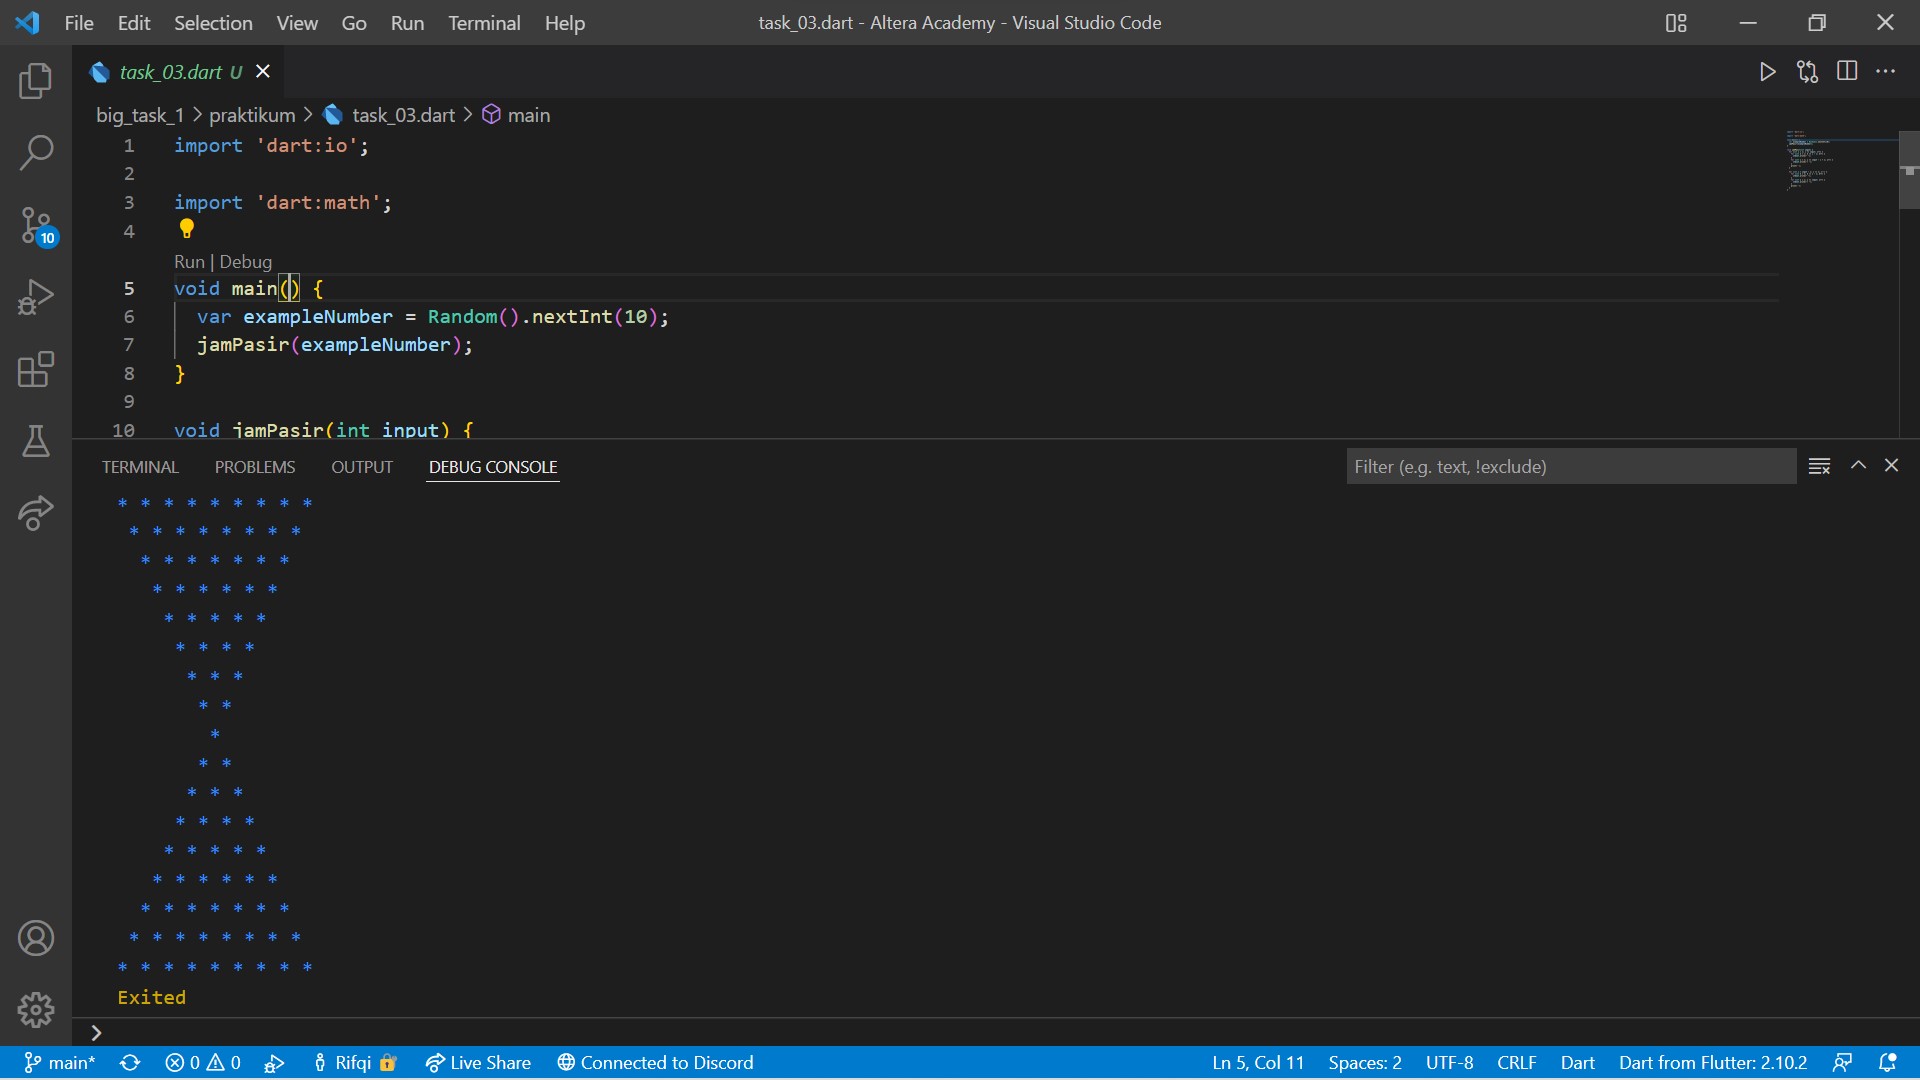 File Edit Selection View Go Run Terminal Help task_03.dart - Altera Academy - Visual Studio Code
task_03.dart U
big_task_1 > praktikum > task_03.dart > main
1 import 'dart:io';
2
3 import 'dart:math';
4
Run | Debug
5 void main() {
6 var exampleNumber = Random().nextInt(10);
7 jamPasir(exampleNumber);
8 }
9
10 void jamPasir(int input) {
10
TERMINAL PROBLEMS OUTPUT DEBUG CONSOLE Filter (e.g. text, !exclude)
* * * * * * * * *
 * * * * * * * *
  * * * * * * *
   * * * * * *
    * * * * *
     * * * *
      * * *
       * *
        *
       * *
      * * *
     * * * *
    * * * * *
   * * * * * *
  * * * * * * *
 * * * * * * * *
* * * * * * * * *
Exited
>
main* 0 0 Rifqi Live Share Connected to Discord Ln 5, Col 11 Spaces: 2 UTF-8 CRLF Dart Dart from Flutter: 2.10.2